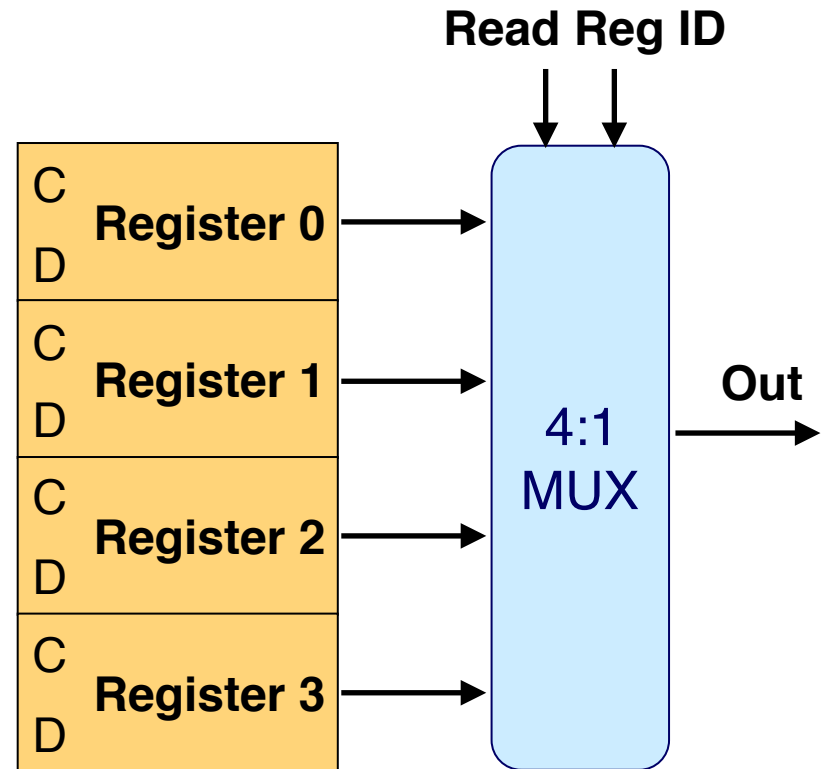 Read Reg ID
C
Register 0
D
C
Register 1
D
C
Register 2
D
C
Register 3
D
4:1
MUX
Out